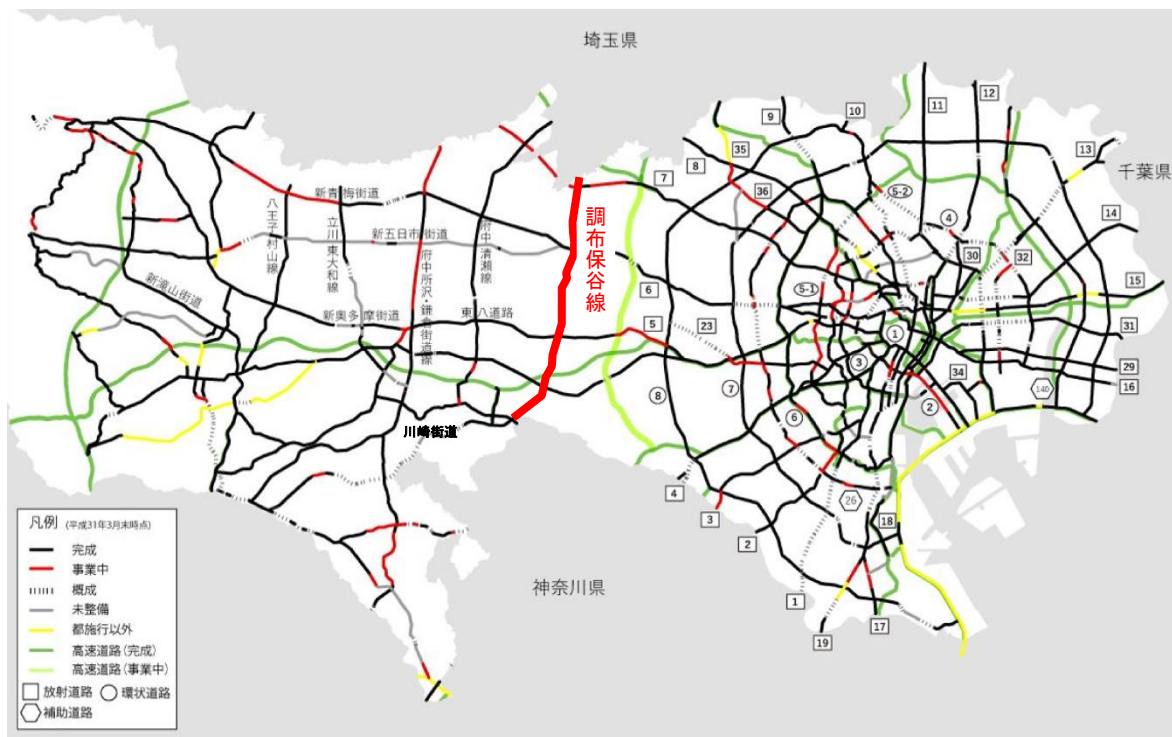 埼玉県
千葉県
神奈川県
新青梅街道
新五日市街道
新滝山街道
新奥多摩街道
東八道路
川崎街道
八王子村山線
立川東大和線
府中所沢・鎌倉街道線
府中清瀬線
調布保谷線
9
10
11
12
13
35
8
7
36
5-2
4
14
30
32
15
6
5-1
5
23
1
31
3
29
34
16
140
8
7
2
6
4
3
26
2
18
1
17
19
凡例 (平成31年3月末時点)
完成
事業中
概成
未整備
都施行以外
高速道路(完成)
高速道路(事業中)
放射道路 環状道路
補助道路